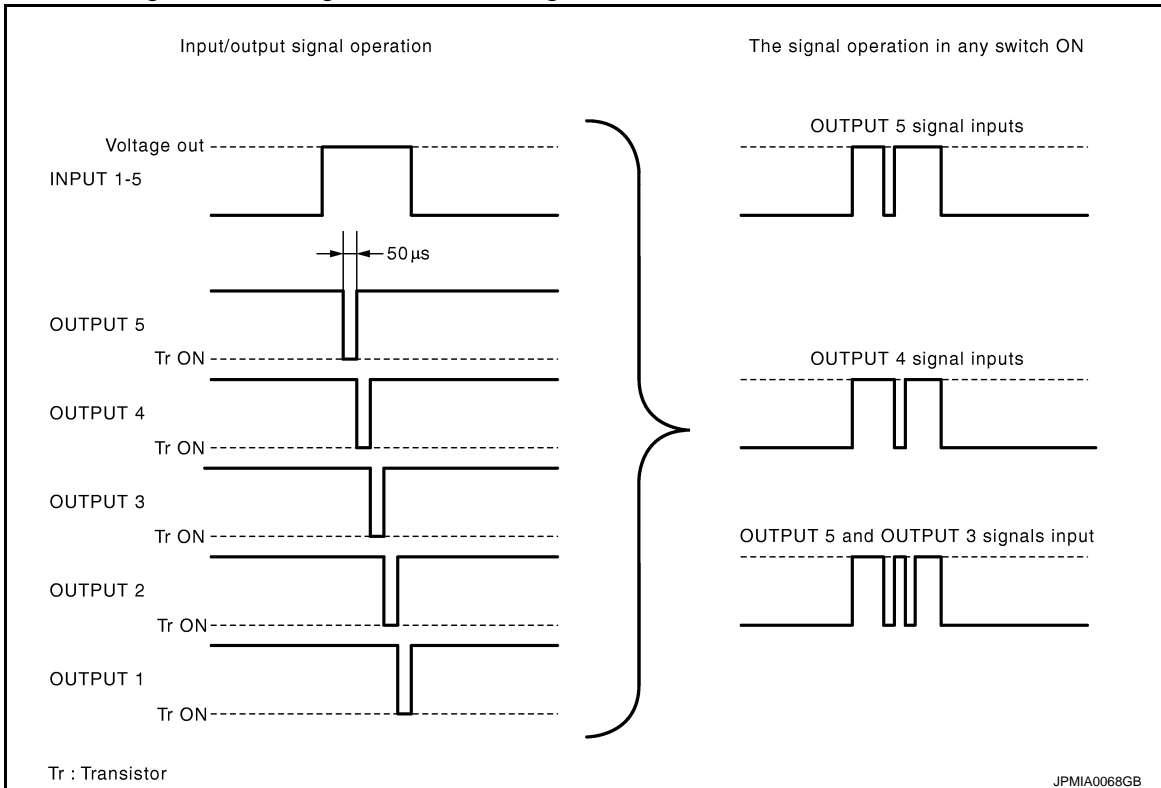 Input/output signal operation
The signal operation in any switch ON
Voltage out
INPUT 1-5
50 µs
OUTPUT 5
Tr ON
OUTPUT 4
Tr ON
OUTPUT 3
Tr ON
OUTPUT 2
Tr ON
OUTPUT 1
Tr ON
OUTPUT 5 signal inputs
OUTPUT 4 signal inputs
OUTPUT 5 and OUTPUT 3 signals input
Tr : Transistor
JPMIA0068GB